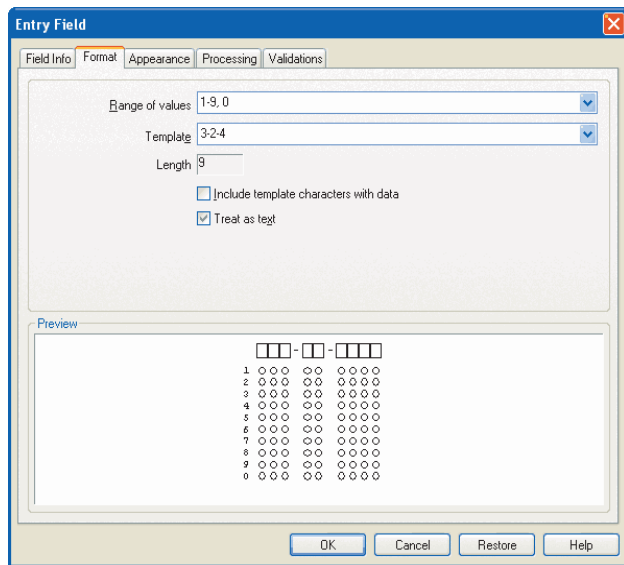 Entry Field
Field Info Format Appearance Processing Validations
Range of values 1-9, 0
Template 3-2-4
Length 9
Include template characters with data
Treat as text
Preview
- -
1
2
3
4
5
6
7
8
9
0
OK Cancel Restore Help